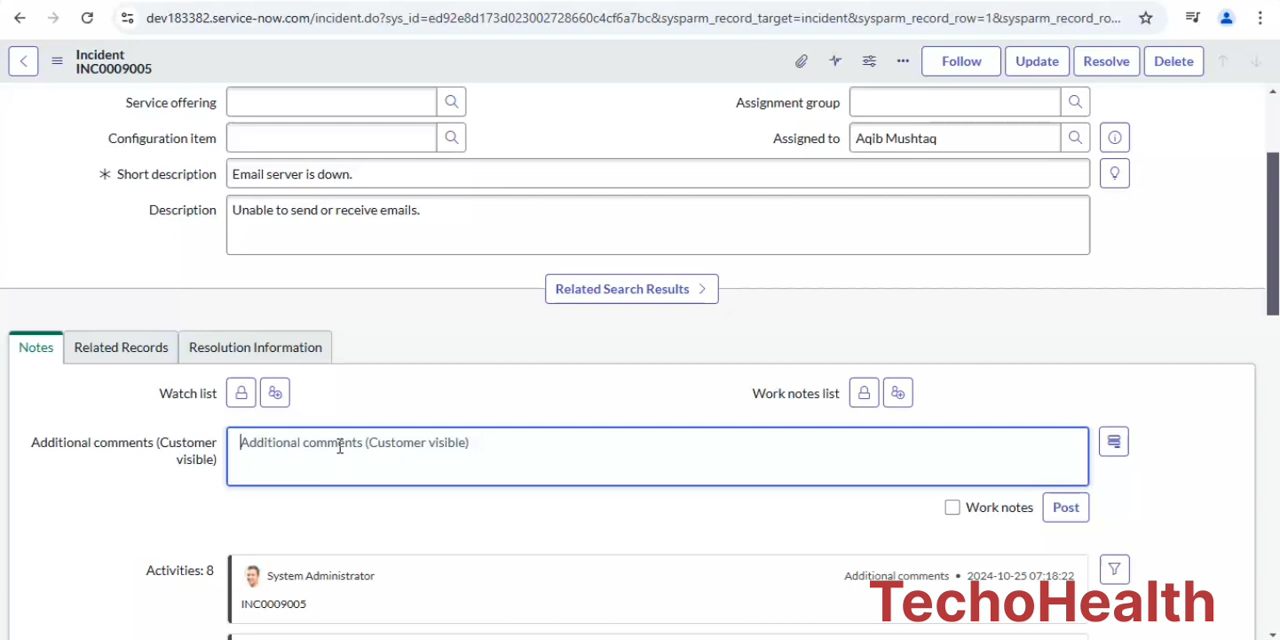 dev183382.service-now.com/incident.do?sys_id=ed92e8d173d023002728660c4cf6a7bc&sysparm_record_target=incident&sysparm_record_row=1&sysparm_record_ro...
Incident
INC0009005
Follow
Update
Resolve
Delete
Service offering
Assignment group
Configuration item
Assigned to
Aqib Mushtaq
Short description
Email server is down.
Description
Unable to send or receive emails.
Related Search Results
Notes
Related Records
Resolution Information
Watch list
Work notes list
Additional comments (Customer
visible)
Additional comments (Customer visible)
Work notes
Post
Activities: 8
System Administrator
Additional comments • 2024-10-25 07:18:22
INC0009005
TechoHealth